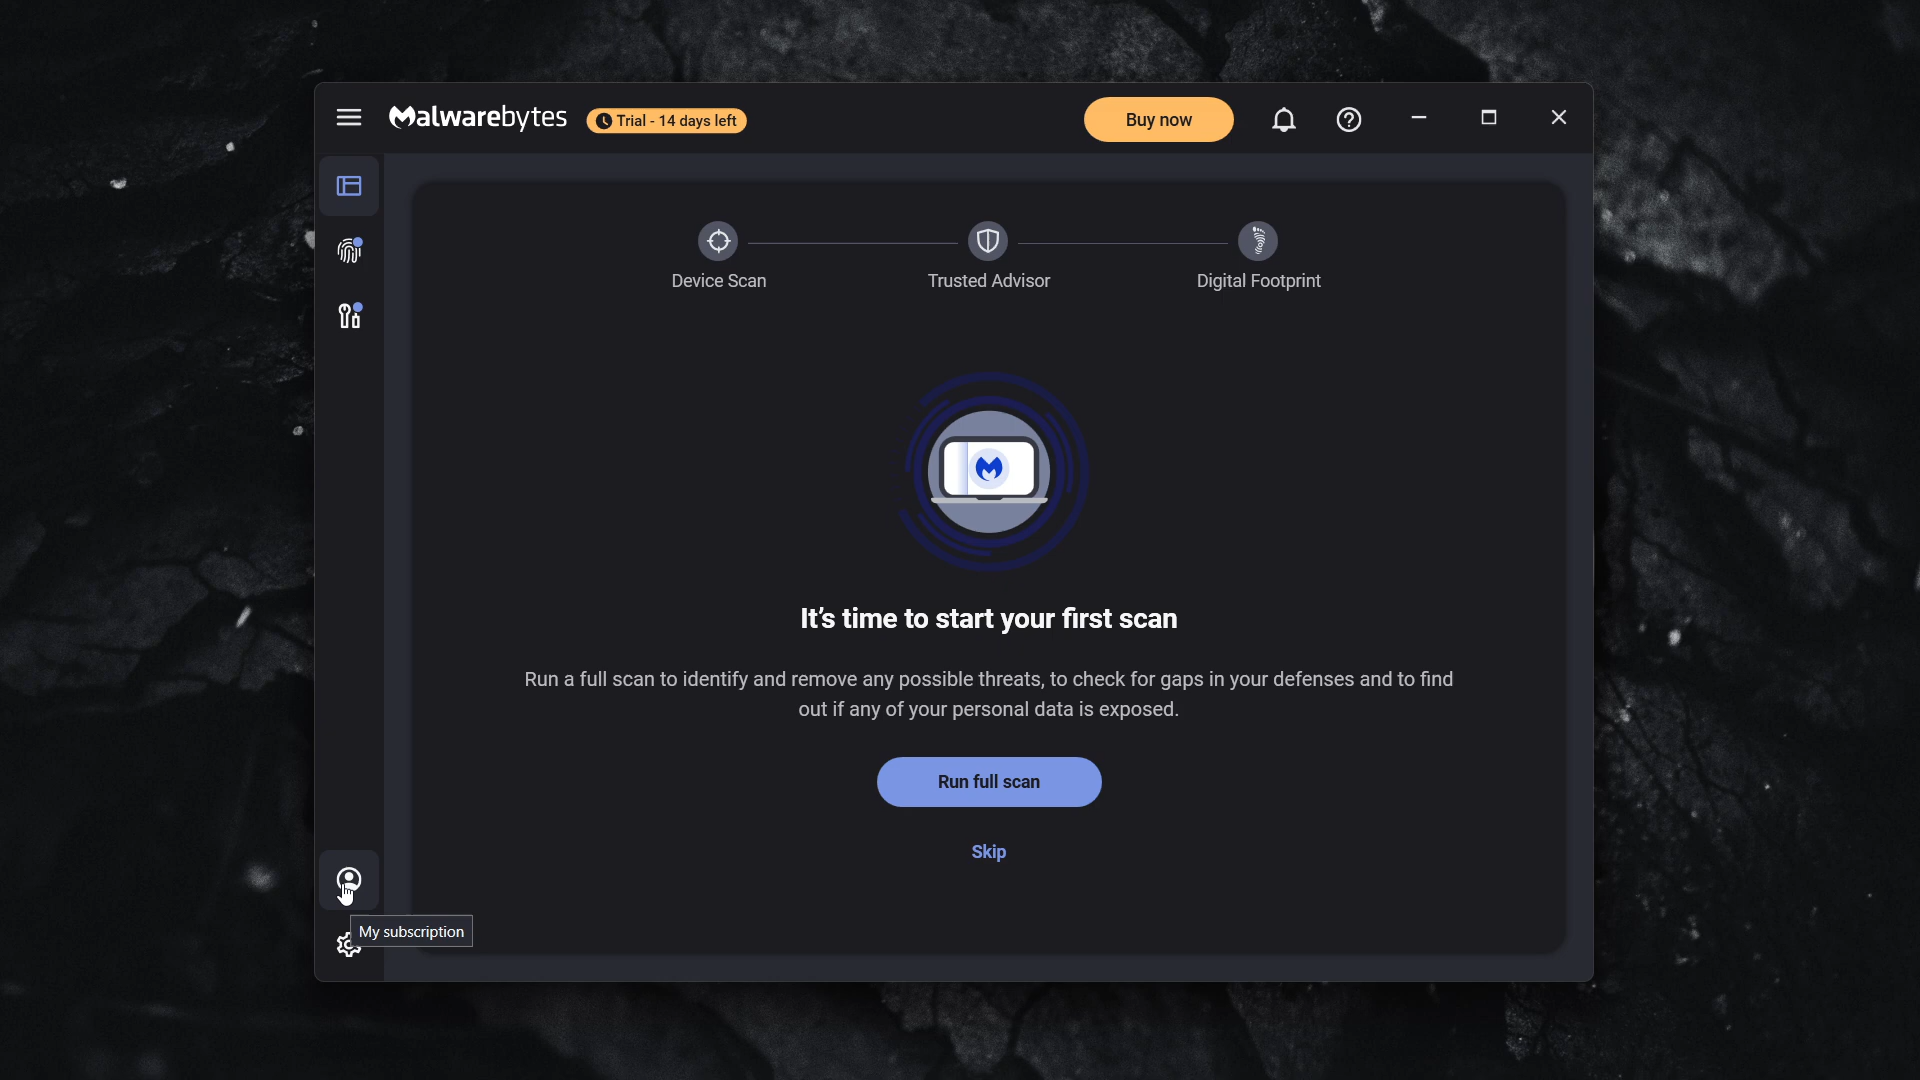 Malwarebytes
Trial - 14 days left
Buy now
Device Scan
Trusted Advisor
Digital Footprint
It's time to start your first scan
Run a full scan to identify and remove any possible threats, to check for gaps in your defenses and to find
out if any of your personal data is exposed.
Run full scan
Skip
My subscription